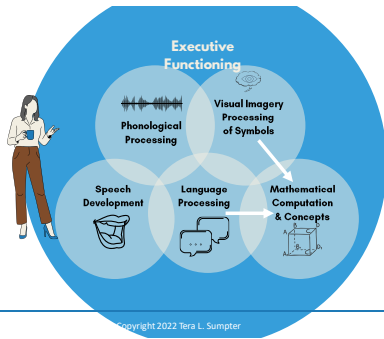 Executive
Functioning
Phonological
Processing
Visual Imagery
Processing
of Symbols
Speech
Development
Language
Processing
Mathematical
Computation
& Concepts
Copyright 2022 Tera L. Sumpter